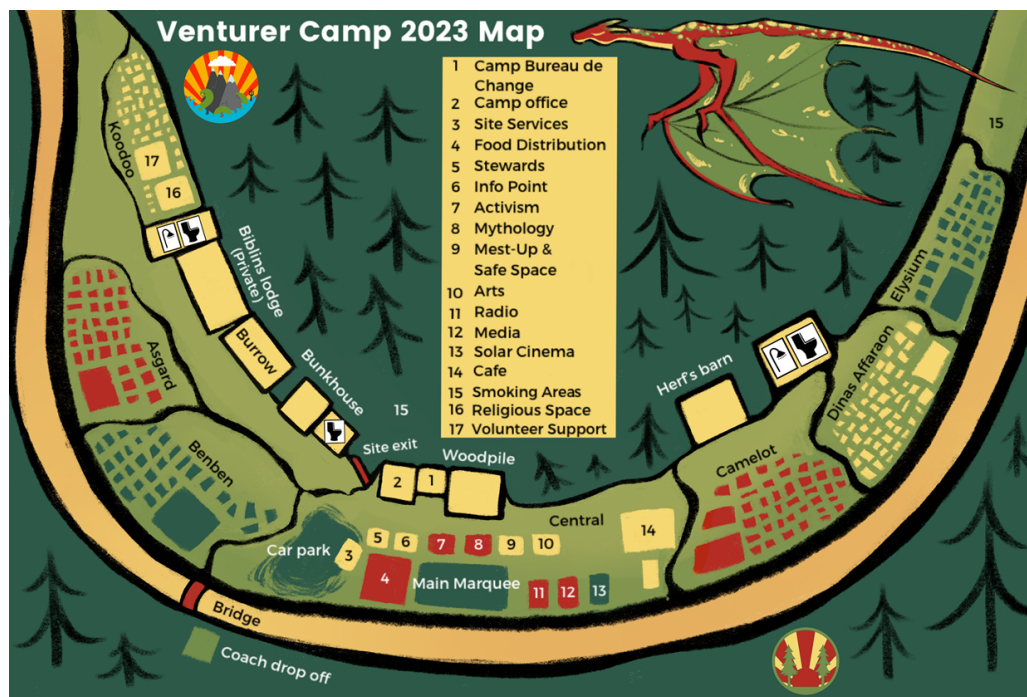 Venturer Camp 2023 Map
1 Camp Bureau de
Change
2 Camp office
3 Site Services
4 Food Distribution
5 Stewards
6 Info Point
7 Activism
8 Mythology
9 Mest-Up &
Safe Space
10 Arts
11 Radio
12 Media
13 Solar Cinema
14 Cafe
15 Smoking Areas
16 Religious Space
17 Volunteer Support
Koodoo
17
16
15
Biblins lodge
(Private)
Elysium
Burrow
Asgard
Bunkhouse
Herf's barn
Dinas Affaraon
15
Benben
Site exit
Woodpile
Camelot
2
1
Central
14
Car park
3
5
6
7
8
9
10
4
Main Marquee
11
12
13
Bridge
Coach drop off